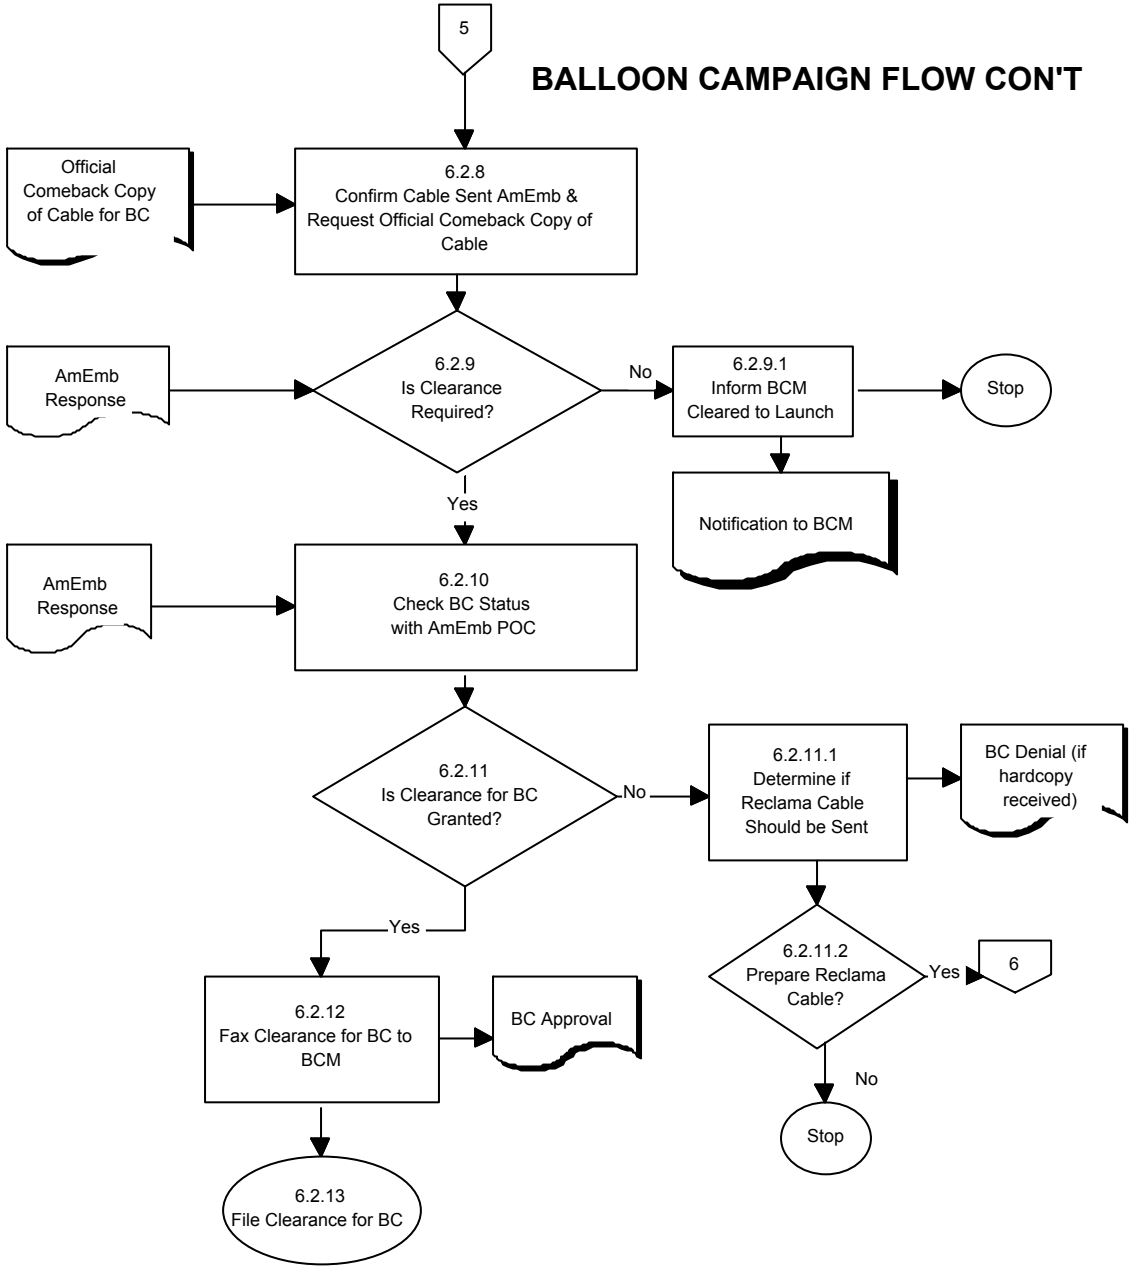 5
BALLOON CAMPAIGN FLOW CON'T
Official
Comeback Copy
of Cable for BC
6.2.8
Confirm Cable Sent AmEmb &
Request Official Comeback Copy of
Cable
AmEmb
Response
6.2.9
Is Clearance
Required?
No
6.2.9.1
Inform BCM
Cleared to Launch
Stop
Yes
Notification to BCM
AmEmb
Response
6.2.10
Check BC Status
with AmEmb POC
6.2.11
Is Clearance for BC
Granted?
No
6.2.11.1
Determine if
Reclama Cable
Should be Sent
BC Denial (if
hardcopy
received)
Yes
6.2.11.2
Prepare Reclama
Cable?
Yes
6
6.2.12
Fax Clearance for BC to
BCM
BC Approval
No
Stop
6.2.13
File Clearance for BC